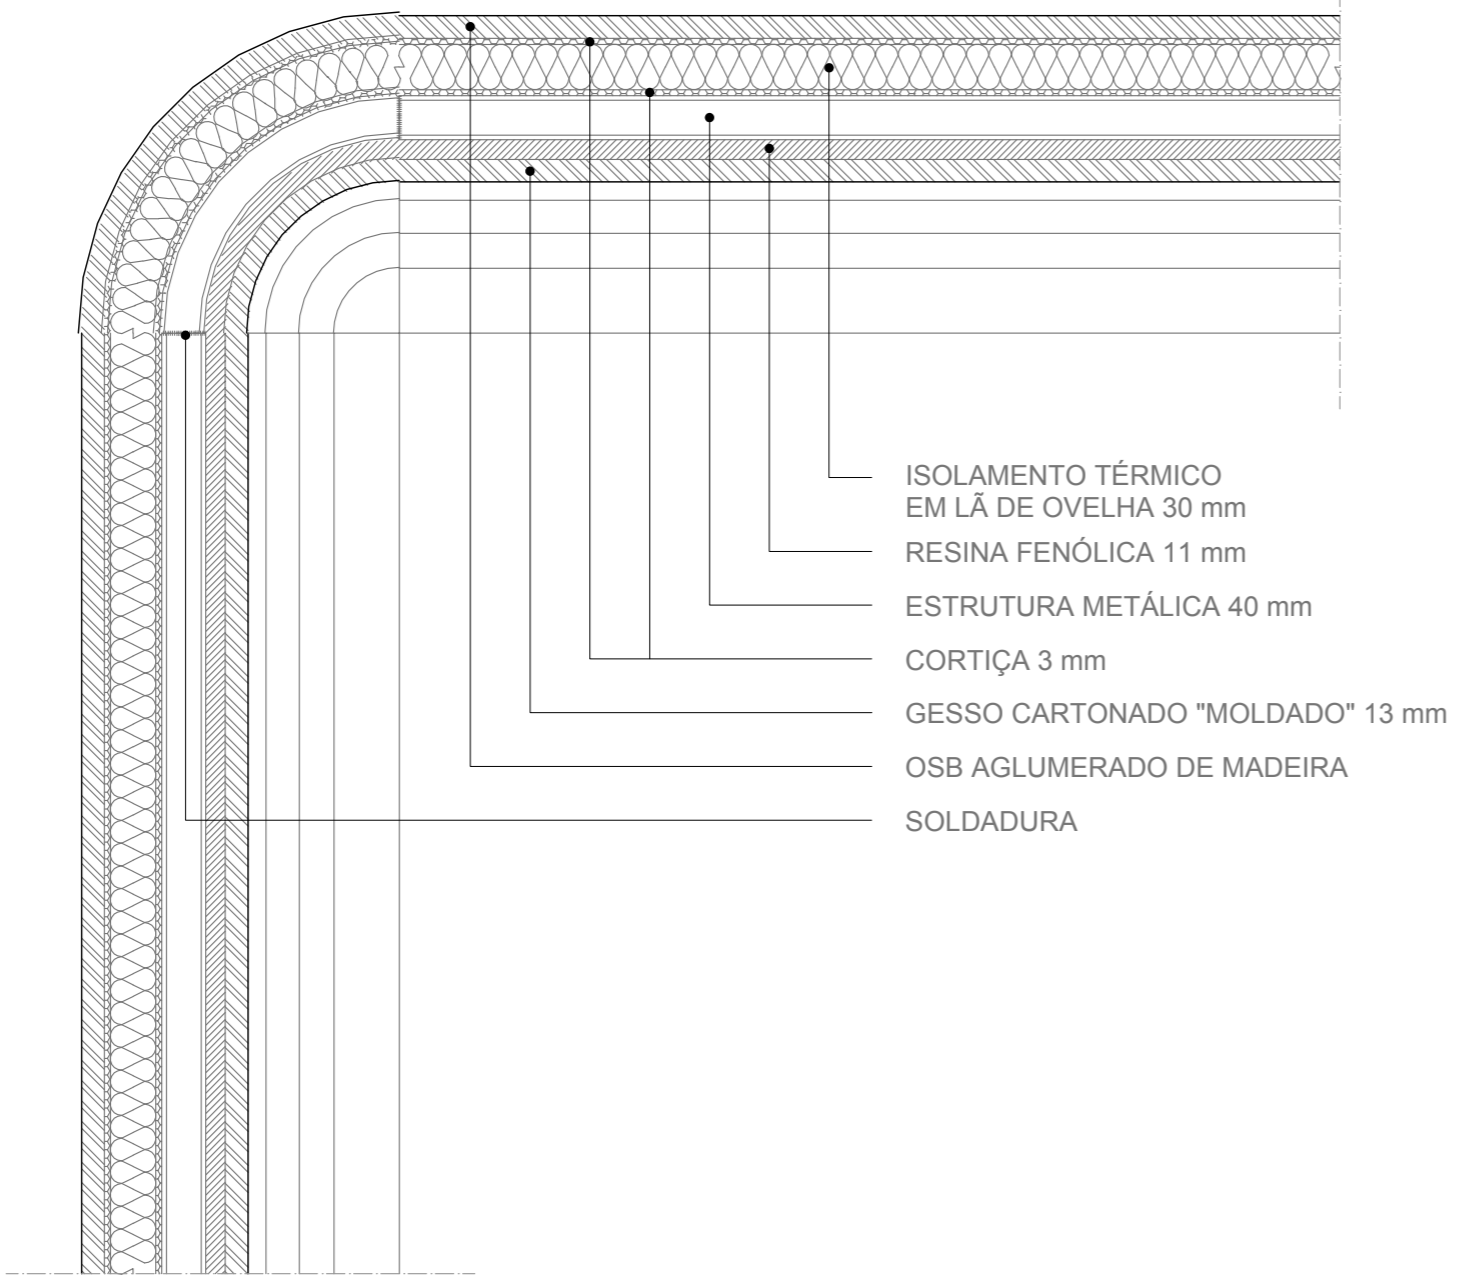 ISOLAMENTO TÉRMICO
EM LÃ DE OVELHA 30 mm
RESINA FENÓLICA 11 mm
ESTRUTURA METÁLICA 40 mm
CORTIÇA 3 mm
GESSO CARTONADO "MOLDADO" 13 mm
OSB AGLUMERADO DE MADEIRA
SOLDADURA